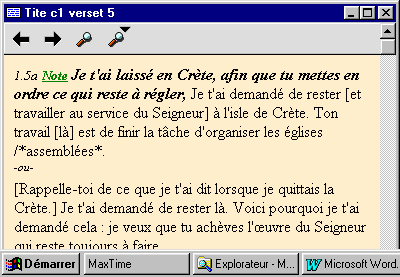 Tite c1 verset 5
1.5a Note Je t'ai laissé en Crète, afin que tu mettes en
ordre ce qui reste à régler, Je t'ai demandé de rester [et
travailler au service du Seigneur] à l'isle de Crète. Ton
travail [là] est de finir la tâche d'organiser les églises
/*assemblées*.
-ou-
[Rappelle-toi de ce que je t'ai dit lorsque je quittais la
Crète.] Je t'ai demandé de rester là. Voici pourquoi je t'ai
demandé cela : je veux que tu achèves l'œuvre du Seigneur
qui reste toujours à faire
Démarrer MaxTime Explorateur - M... Microsoft Word